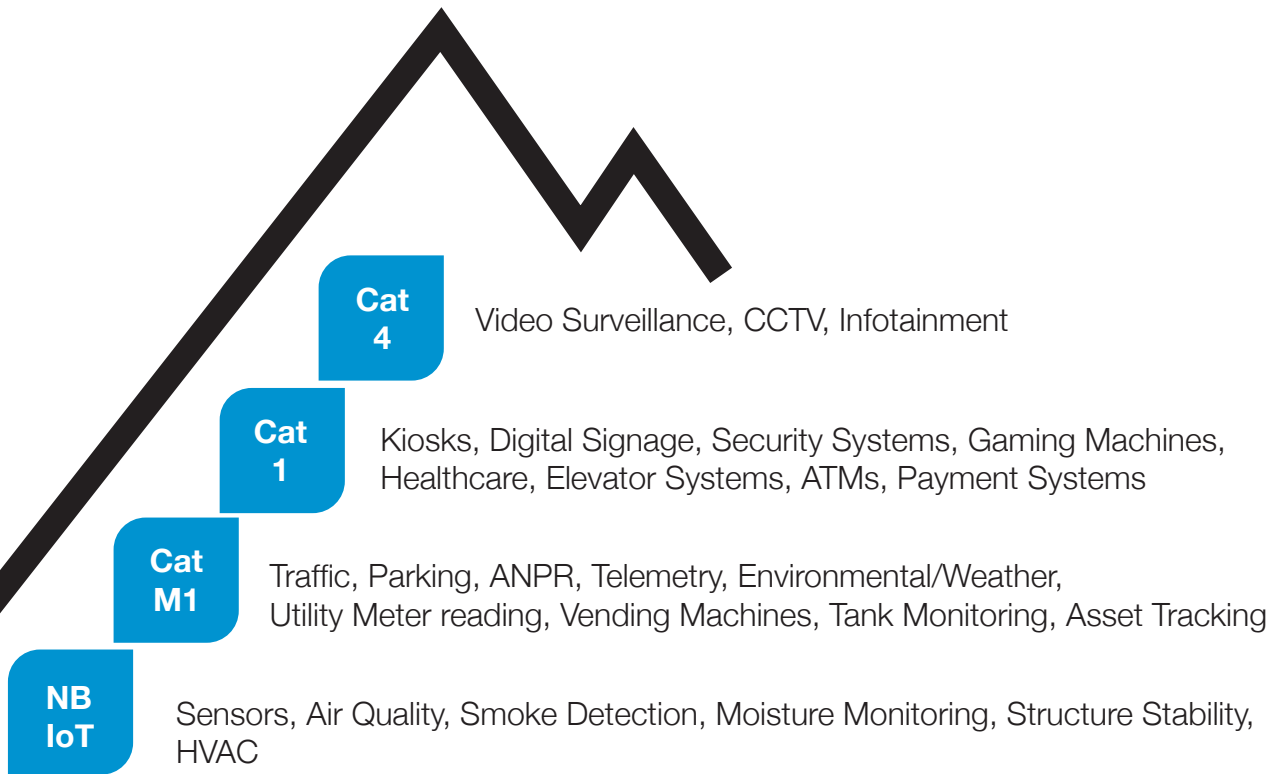 Cat
4
Video Surveillance, CCTV, Infotainment
Cat
1
Kiosks, Digital Signage, Security Systems, Gaming Machines,
Healthcare, Elevator Systems, ATMs, Payment Systems
Cat
M1
Traffic, Parking, ANPR, Telemetry, Environmental/Weather,
Utility Meter reading, Vending Machines, Tank Monitoring, Asset Tracking
NB
IoT
Sensors, Air Quality, Smoke Detection, Moisture Monitoring, Structure Stability,
HVAC